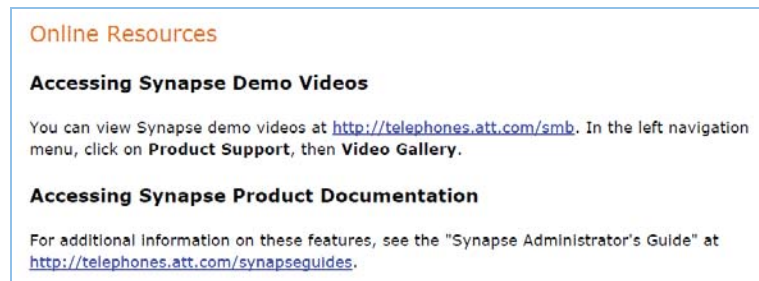 Online Resources
Accessing Synapse Demo Videos
You can view Synapse demo videos at http://telephones.att.com/smb. In the left navigation
menu, click on Product Support, then Video Gallery.
Accessing Synapse Product Documentation
For additional information on these features, see the "Synapse Administrator's Guide" at
http://telephones.att.com/synapseguides.